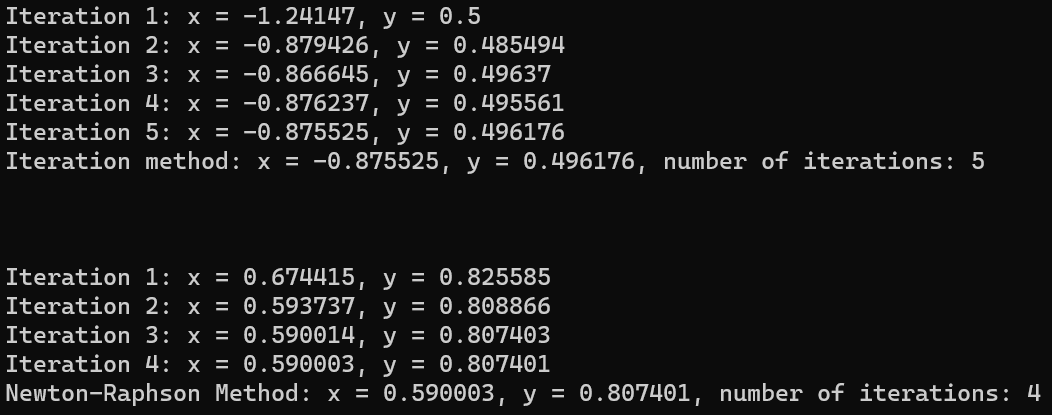 Iteration 1: x = -1.24147, y = 0.5
Iteration 2: x = -0.879426, y = 0.485494
Iteration 3: x = -0.866645, y = 0.49637
Iteration 4: x = -0.876237, y = 0.495561
Iteration 5: x = -0.875525, y = 0.496176
Iteration method: x = -0.875525, y = 0.496176, number of iterations: 5
Iteration 1: x = 0.674415, y = 0.825585
Iteration 2: x = 0.593737, y = 0.808866
Iteration 3: x = 0.590014, y = 0.807403
Iteration 4: x = 0.590003, y = 0.807401
Newton-Raphson Method: x = 0.590003, y = 0.807401, number of iterations: 4